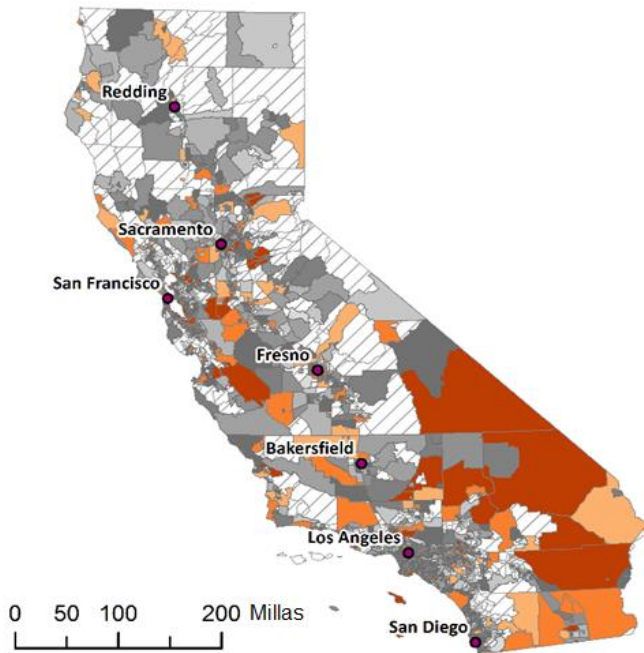 Redding
Sacramento
San Francisco
Fresno
Bakersfield
Los Angeles
0 50 100 200 Millas
San Diego